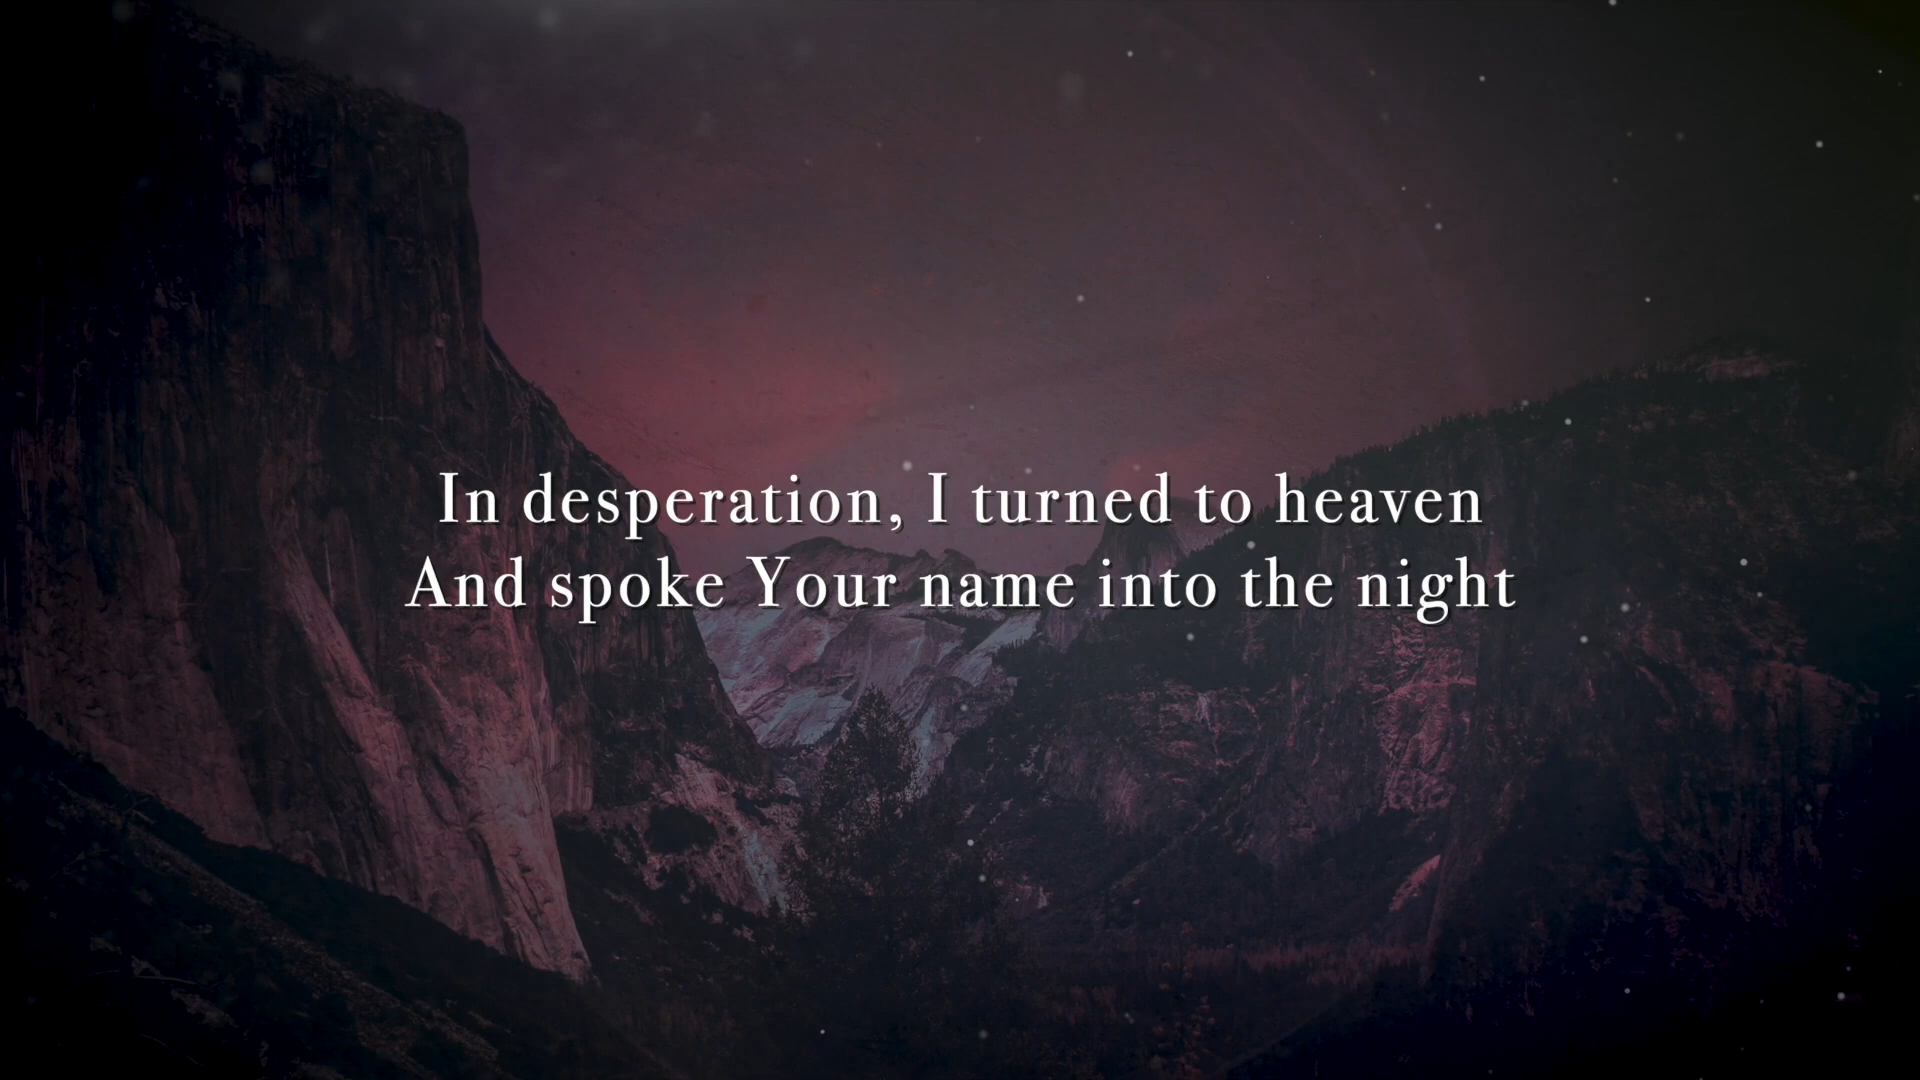 In desperation, I turned to heaven
And spoke Your name into the night